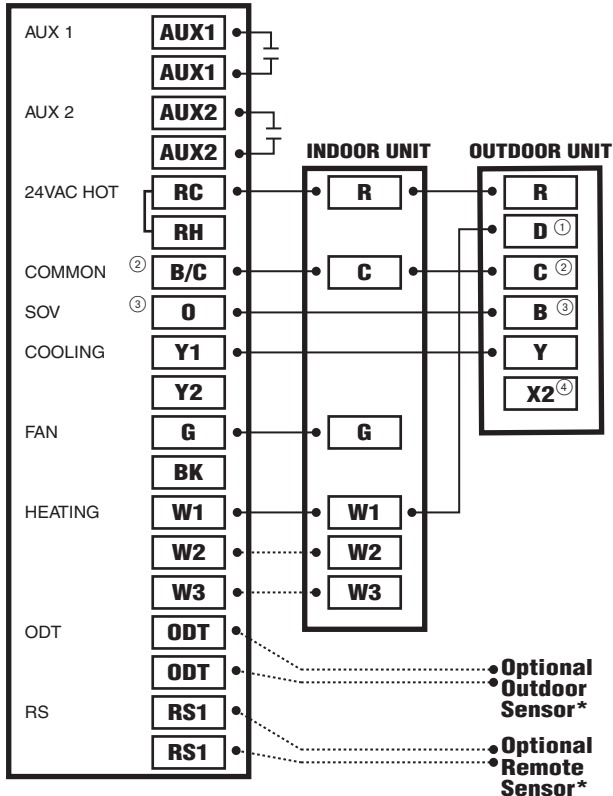 AUX 1 AUX1
AUX1
AUX 2 AUX2
AUX2
INDOOR UNIT OUTDOOR UNIT
24VAC HOT RC R R
RH D ①
COMMON ② B/C C C ②
SOV ③ O B ③
COOLING Y1 Y
Y2 X2 ④
FAN G G
BK
HEATING W1 W1
W2 W2
W3 W3
ODT ODT
ODT
Optional
Outdoor
Sensor*
RS RS1
RS1
Optional
Remote
Sensor*